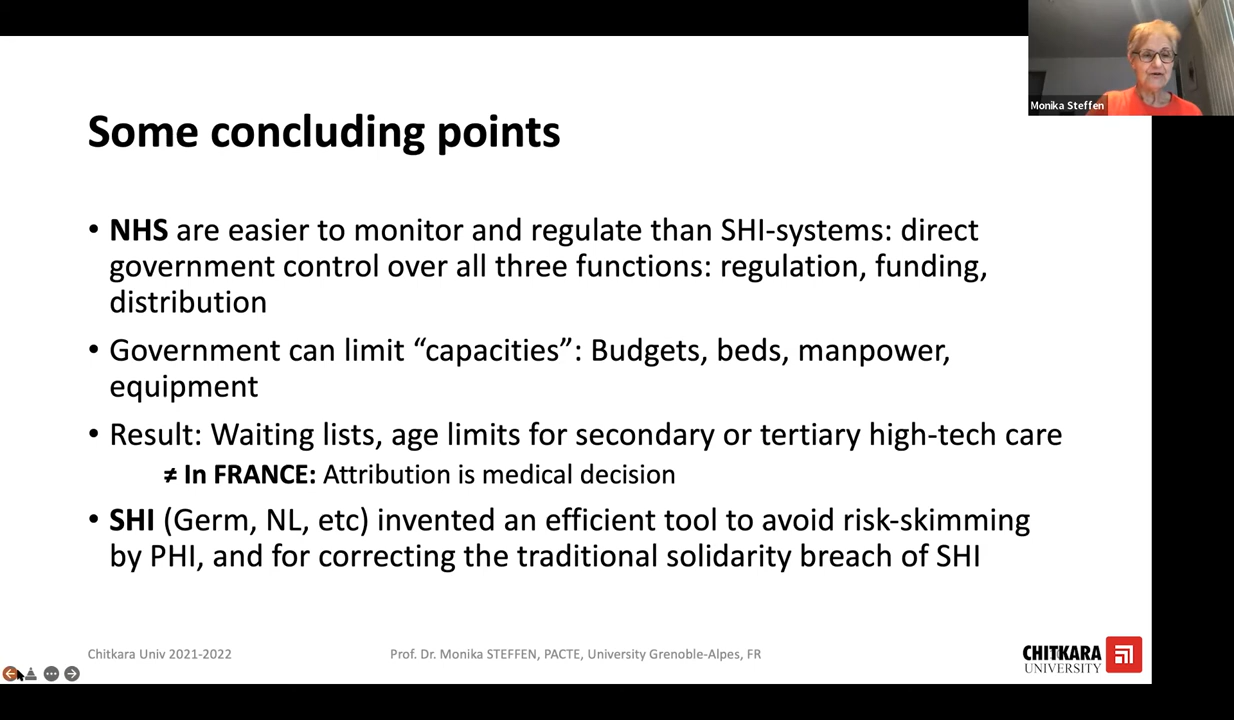 Monika Steffen
Some concluding points
• NHS are easier to monitor and regulate than SHI-systems: direct
government control over all three functions: regulation, funding,
distribution
• Government can limit “capacities”: Budgets, beds, manpower,
equipment
• Result: Waiting lists, age limits for secondary or tertiary high-tech care
≠ In FRANCE: Attribution is medical decision
• SHI (Germ, NL, etc) invented an efficient tool to avoid risk-skimming
by PHI, and for correcting the traditional solidarity breach of SHI
Chitkara Univ 2021-2022
Prof. Dr. Monika STEFFEN, PACTE, University Grenoble-Alpes, FR
CHITKARA
UNIVERSITY